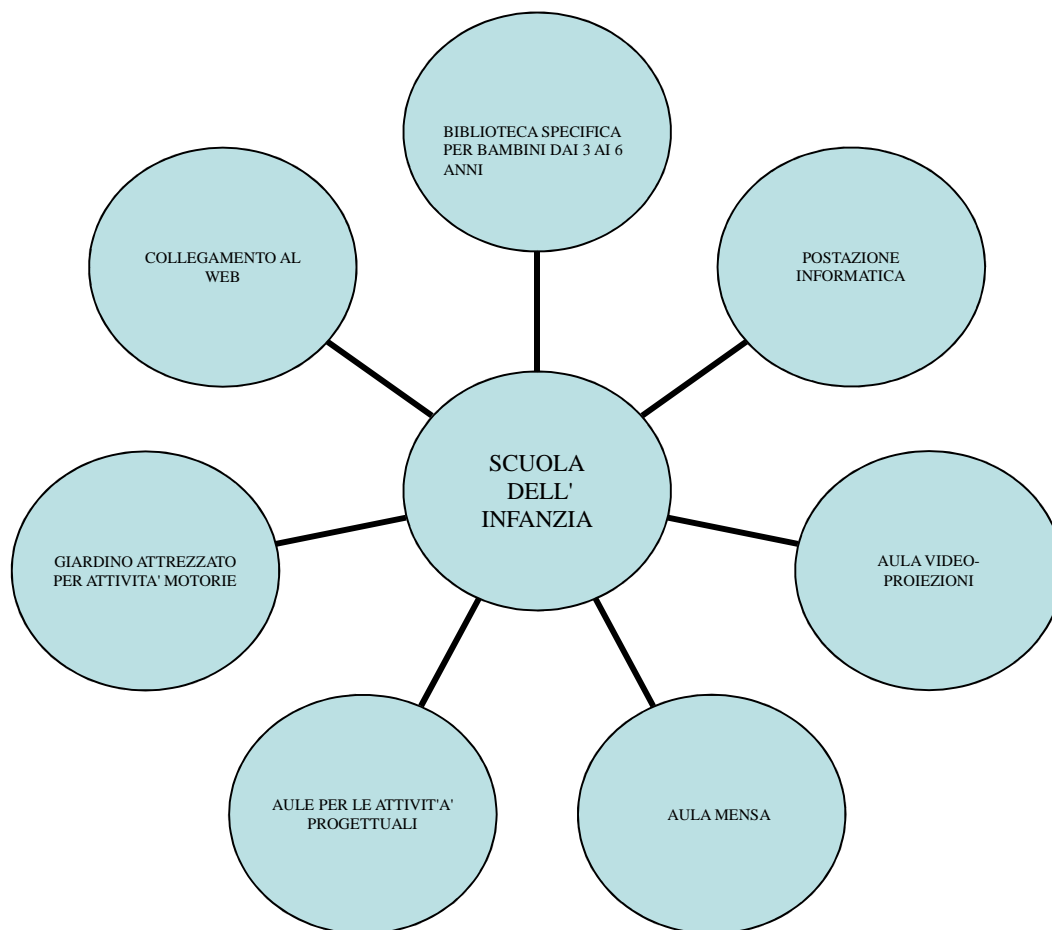 BIBLIOTECA SPECIFICA
PER BAMBINI DAI 3 AI 6
ANNI
COLLEGAMENTO AL
WEB
POSTAZIONE
INFORMATICA
SCUOLA
DELL'
INFANZIA
GIARDINO ATTREZZATO
PER ATTIVITA' MOTORIE
AULA VIDEO-
PROIEZIONI
AULE PER LE ATTIVIT'A'
PROGETTUALI
AULA MENSA